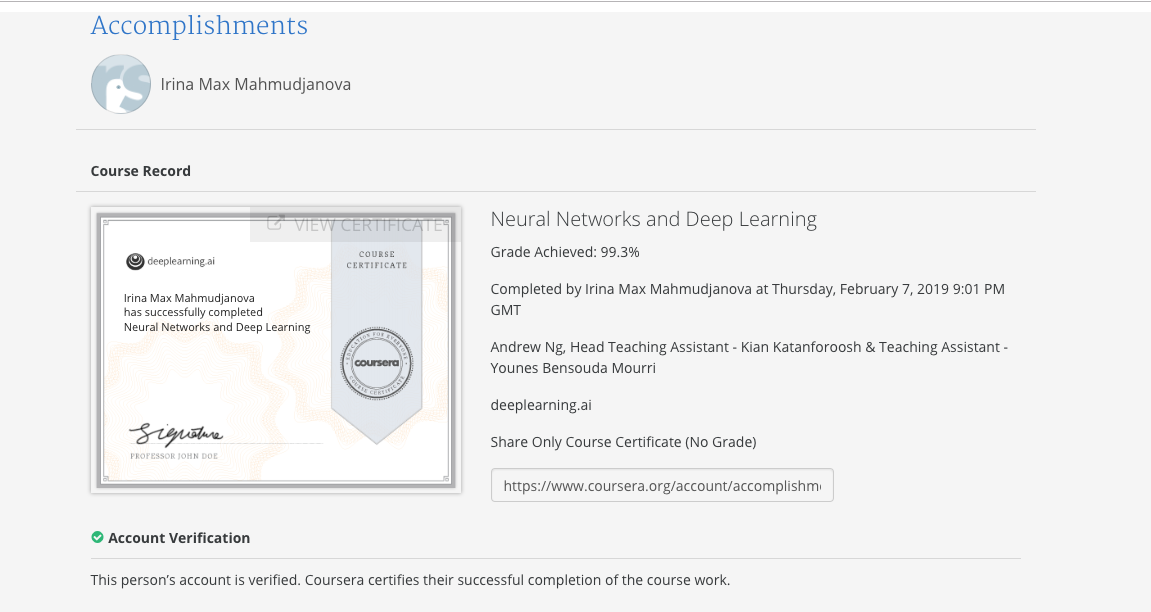 Accomplishments
Irina Max Mahmudjanova
Course Record
VIEW CERTIFICATE
deeplearning.ai
COURSE
CERTIFICATE
Irina Max Mahmudjanova
has successfully completed
Neural Networks and Deep Learning
EDUCATION FOR EVERYONE
coursera
COURSE CERTIFICATE
Signature
PROFESSOR JOHN DOE
Neural Networks and Deep Learning
Grade Achieved: 99.3%
Completed by Irina Max Mahmudjanova at Thursday, February 7, 2019 9:01 PM
GMT
Andrew Ng, Head Teaching Assistant - Kian Katanforoosh & Teaching Assistant -
Younes Bensouda Mourri
deeplearning.ai
Share Only Course Certificate (No Grade)
https://www.coursera.org/account/accomplishm
Account Verification
This person’s account is verified. Coursera certifies their successful completion of the course work.